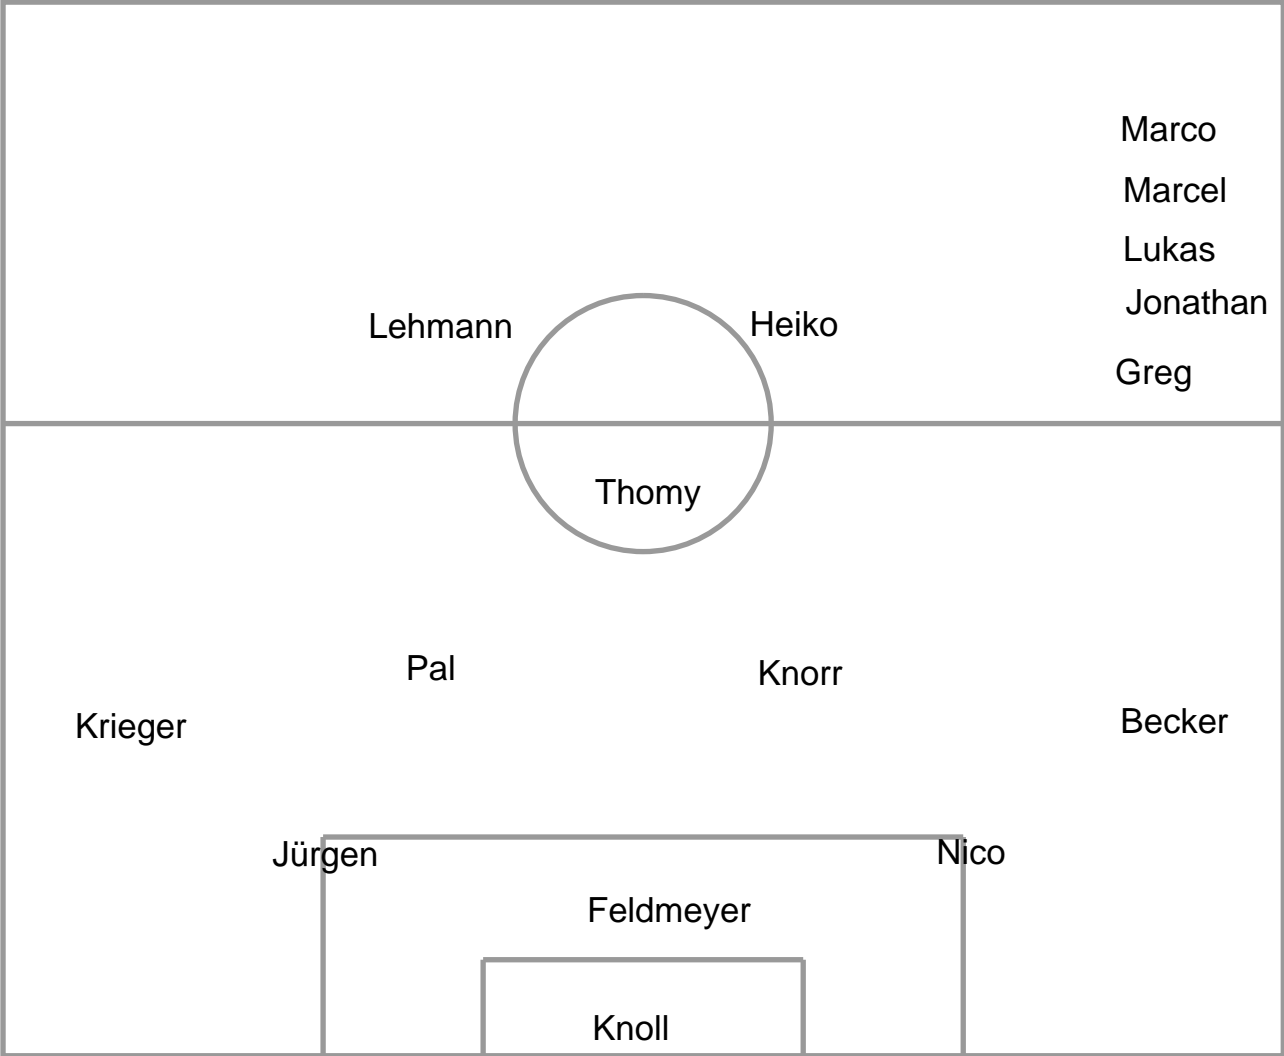 Marco
Marcel
Lukas
Jonathan
Lehmann
Heiko
Greg
Thomy
Pal
Knorr
Krieger
Becker
Jürgen
Nico
Feldmeyer
Knoll